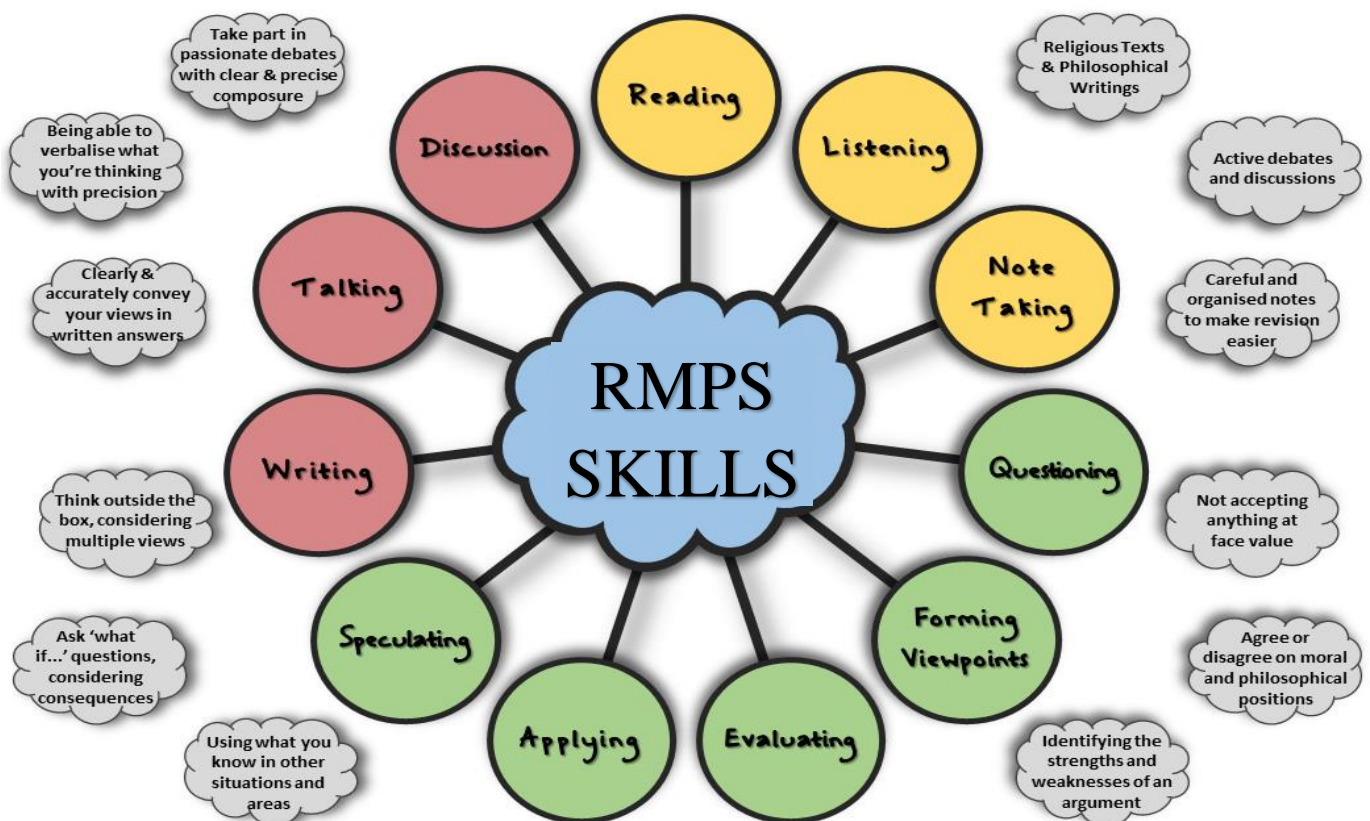 Take part in
passionate debates
with clear & precise
composure
Being able to
verbalise what
you're thinking
with precision
Clearly &
accurately convey
your views in
written answers
Think outside the
box, considering
multiple views
Ask ‘what
if...’ questions,
considering
consequences
Using what you
know in other
situations and
areas
Discussion
Reading
Listening
Talking
Note
Taking
RMPS
SKILLS
Writing
Questioning
Speculating
Forming
Viewpoints
Applying
Evaluating
Religious Texts
& Philosophical
Writings
Active debates
and discussions
Careful and
organised notes
to make revision
easier
Not accepting
anything at
face value
Agree or
disagree on moral
and philosophical
positions
Identifying the
strengths and
weaknesses of an
argument